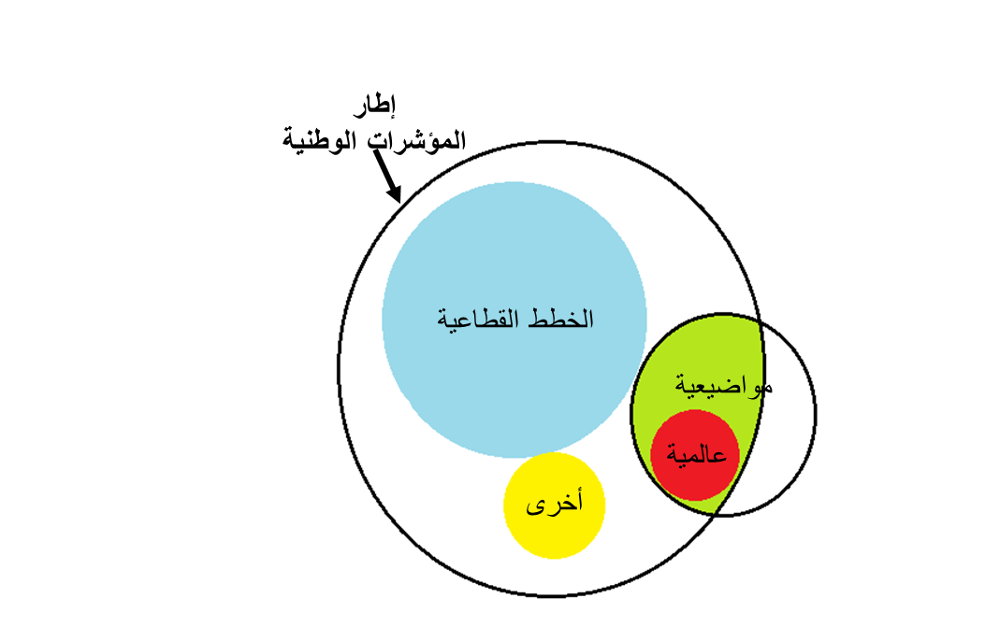 إطار
المؤشرات الوطنية
الخطط القطاعية
مواضيعية
عالمية
أخرى